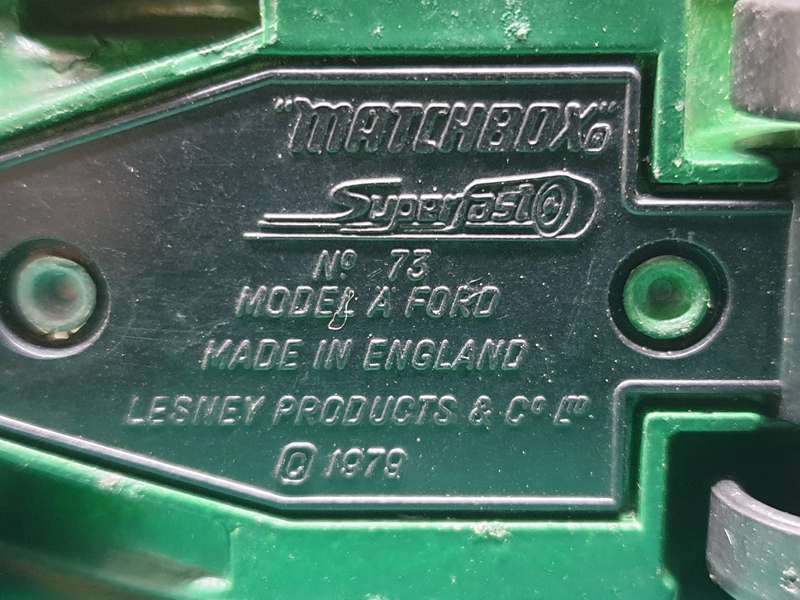 "MATCHBOX"®
Superfast©
Nº 73
MODEL A FORD
MADE IN ENGLAND
LESNEY PRODUCTS & Cº Lᵀᴰ
© 1979